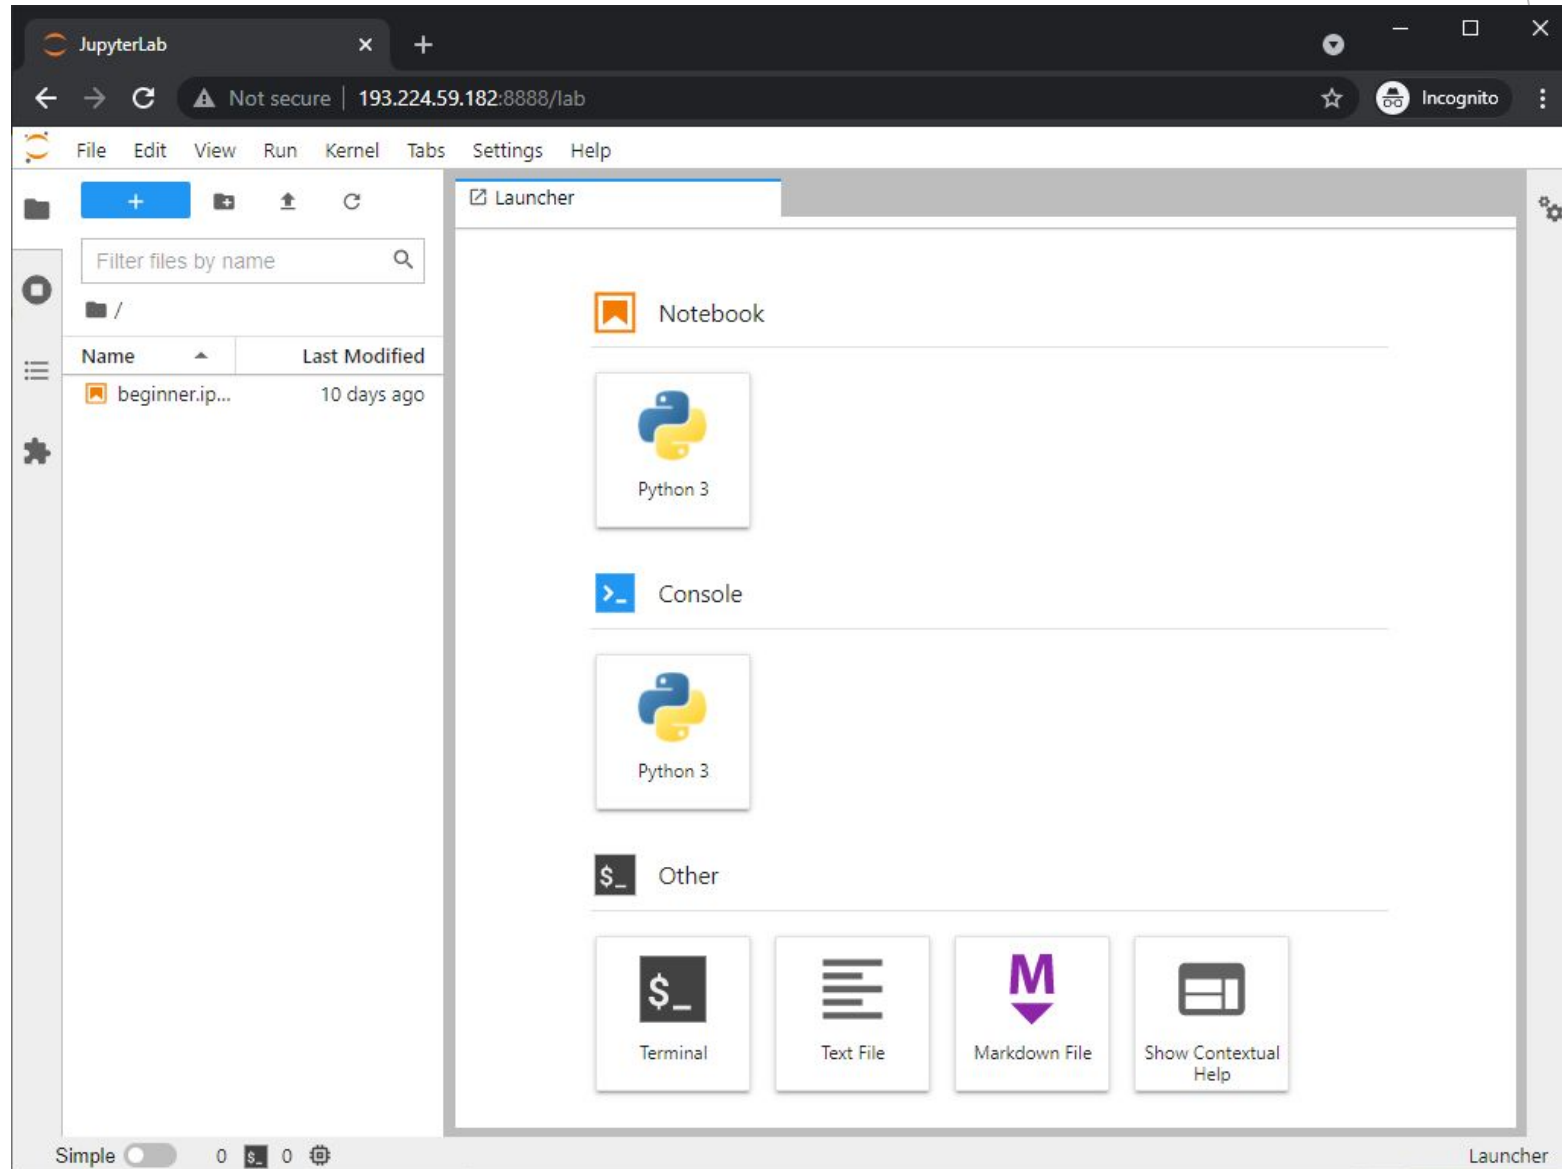 JupyterLab
Not secure | 193.224.59.182:8888/lab
Incognito
File Edit View Run Kernel Tabs Settings Help
+
Launcher
Filter files by name
/
Name Last Modified
beginner.ip... 10 days ago
Notebook
Python 3
Console
Python 3
$_ Other
$_
Terminal
Text File
M
Markdown File
Show Contextual
Help
Simple 0 $_ 0
Launcher